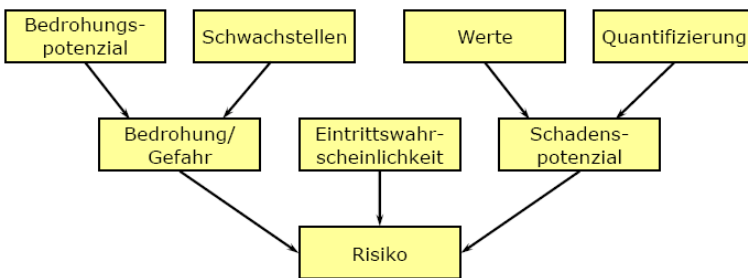 Bedrohungs-
potenzial
Schwachstellen
Werte
Quantifizierung
Bedrohung/
Gefahr
Eintrittswahr-
scheinlichkeit
Schadens-
potenzial
Risiko